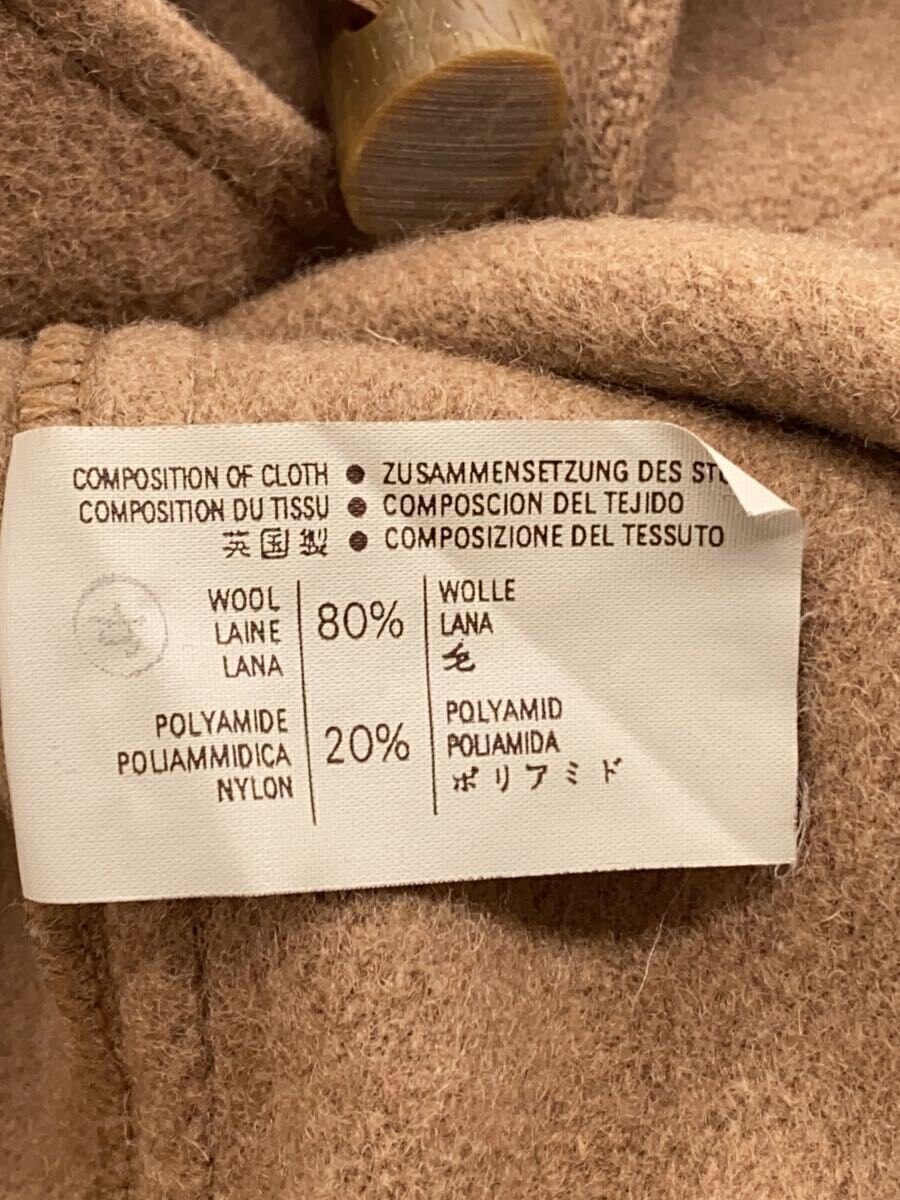 COMPOSITION OF CLOTH ● ZUSAMMENSETZUNG DES
COMPOSITION DU TISSU ● COMPOSCION DEL TEJIDO
英国製 ● COMPOSIZIONE DEL TESSUTO
WOOL
LAINE
LANA
80%
WOLLE
LANA
毛
POLYAMIDE
POLIAMMIDICA
NYLON
20%
POLYAMID
POLIAMIDA
ポリアミド